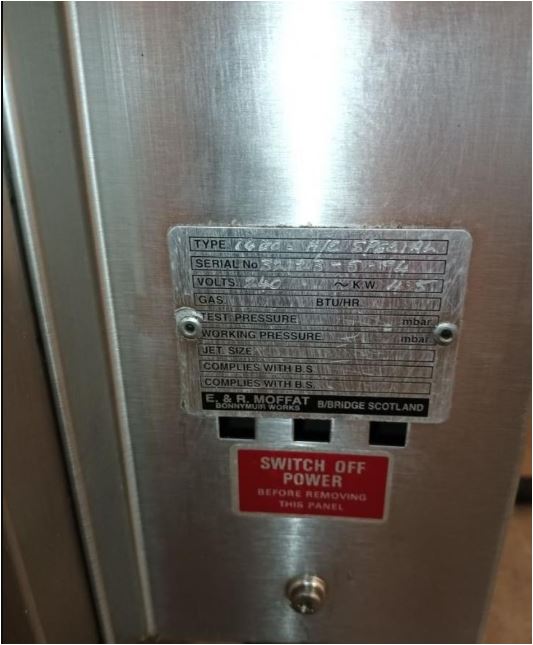 TYPE
SERIAL No
VOLTS. 240 ~ K.W.
GAS. BTU/HR.
TEST. PRESSURE. mbar.
WORKING PRESSURE. mbar.
JET. SIZE.
COMPLIES WITH B.S.
COMPLIES WITH B.S.
E. & R. MOFFAT
BONNYMUIR WORKS B/BRIDGE SCOTLAND
SWITCH OFF
POWER
BEFORE REMOVING
THIS PANEL